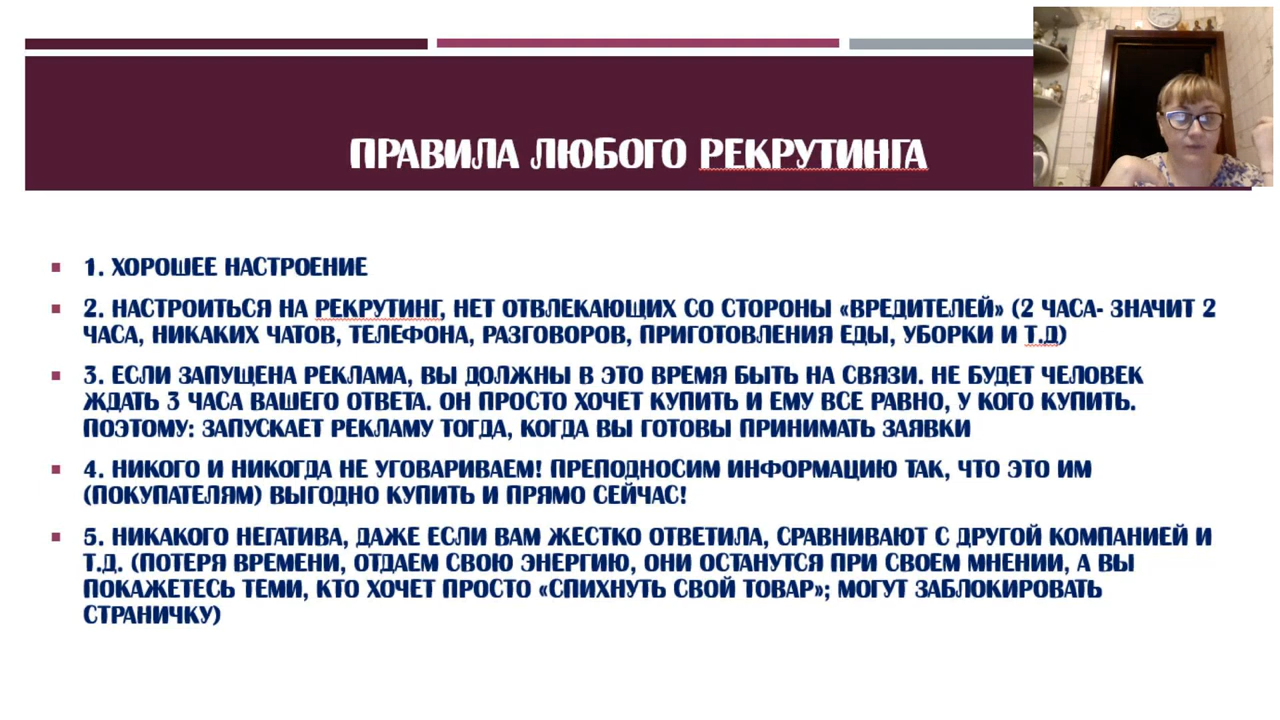 ПРАВИЛА ЛЮБОГО РЕКРУТИНГА
1. ХОРОШЕЕ НАСТРОЕНИЕ
2. НАСТРОИТЬСЯ НА РЕКРУТИНГ, НЕТ ОТВЛЕКАЮЩИХ СО СТОРОНЫ «ВРЕДИТЕЛЕЙ» (2 ЧАСА- ЗНАЧИТ 2
ЧАСА, НИКАКИХ ЧАТОВ, ТЕЛЕФОНА, РАЗГОВОРОВ, ПРИГОТОВЛЕНИЯ ЕДЫ, УБОРКИ И Т.Д)
3. ЕСЛИ ЗАПУЩЕНА РЕКЛАМА, ВЫ ДОЛЖНЫ В ЭТО ВРЕМЯ БЫТЬ НА СВЯЗИ. НЕ БУДЕТ ЧЕЛОВЕК
ЖДАТЬ 3 ЧАСА ВАШЕГО ОТВЕТА. ОН ПРОСТО ХОЧЕТ КУПИТЬ И ЕМУ ВСЕ РАВНО, У КОГО КУПИТЬ.
ПОЭТОМУ: ЗАПУСКАЕТ РЕКЛАМУ ТОГДА, КОГДА ВЫ ГОТОВЫ ПРИНИМАТЬ ЗАЯВКИ
4. НИКОГО И НИКОГДА НЕ УГОВАРИВАЕМ! ПРЕПОДНОСИМ ИНФОРМАЦИЮ ТАК, ЧТО ЭТО ИМ
(ПОКУПАТЕЛЯМ) ВЫГОДНО КУПИТЬ И ПРЯМО СЕЙЧАС!
5. НИКАКОГО НЕГАТИВА, ДАЖЕ ЕСЛИ ВАМ ЖЕСТКО ОТВЕТИЛА, СРАВНИВАЮТ С ДРУГОЙ КОМПАНИЕЙ И
Т.Д. (ПОТЕРЯ ВРЕМЕНИ, ОТДАЕМ СВОЮ ЭНЕРГИЮ, ОНИ ОСТАНУТСЯ ПРИ СВОЕМ МНЕНИИ, А ВЫ
ПОКАЖЕТЕСЬ ТЕМИ, КТО ХОЧЕТ ПРОСТО «СПИХНУТЬ СВОЙ ТОВАР»; МОГУТ ЗАБЛОКИРОВАТЬ
СТРАНИЧКУ)